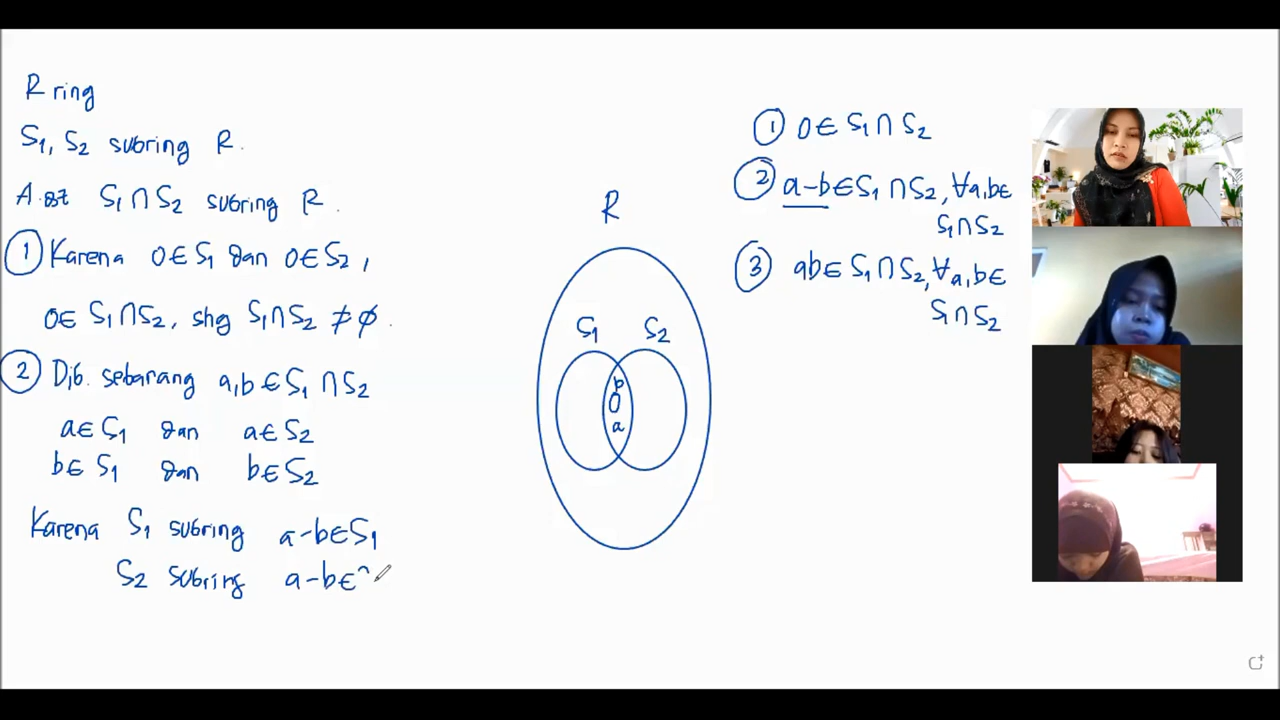 R ring
S₁, S₂ subring R.
A.dst S₁ ∩ S₂ subring R.
① Karena 0 ∈ S₁ dan 0 ∈ S₂,
0 ∈ S₁ ∩ S₂, shg S₁ ∩ S₂ ≠ ∅.
② Dib. sebarang a,b ∈ S₁ ∩ S₂
a ∈ S₁ dan a ∈ S₂
b ∈ S₁ dan b ∈ S₂
Karena S₁ subring a-b ∈ S₁
S₂ subring a-b ∈
R
S₁ S₂
b
0
a
① 0 ∈ S₁ ∩ S₂
② a-b ∈ S₁ ∩ S₂, ∀a,b ∈
S₁ ∩ S₂
③ ab ∈ S₁ ∩ S₂, ∀a,b ∈
S₁ ∩ S₂